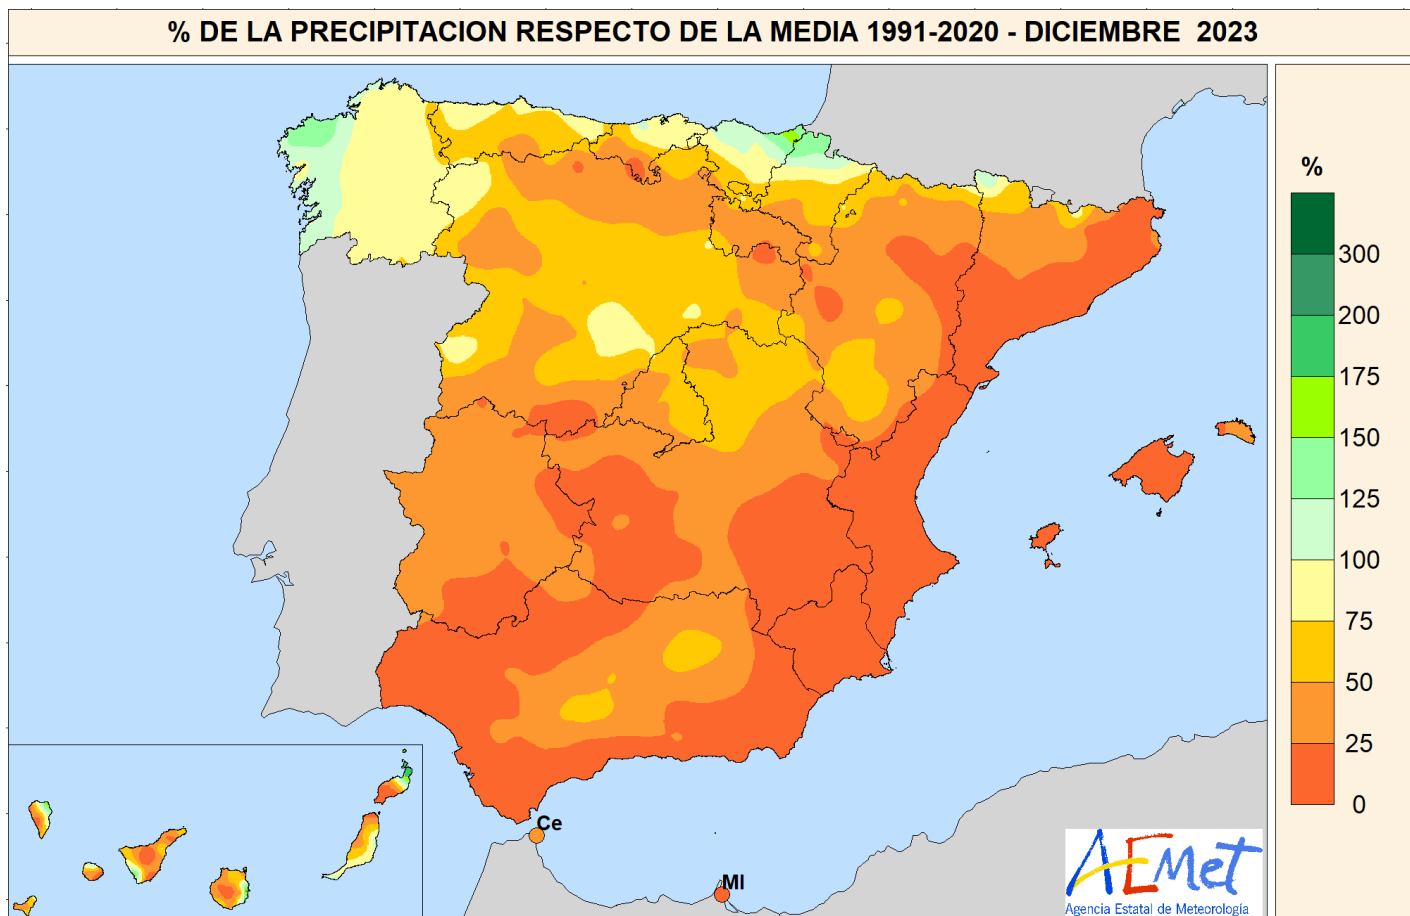 % DE LA PRECIPITACION RESPECTO DE LA MEDIA 1991-2020 - DICIEMBRE 2023
%
300
200
175
150
125
100
75
50
25
0
Ce
Ml
AEMet
Agencia Estatal de Meteorología